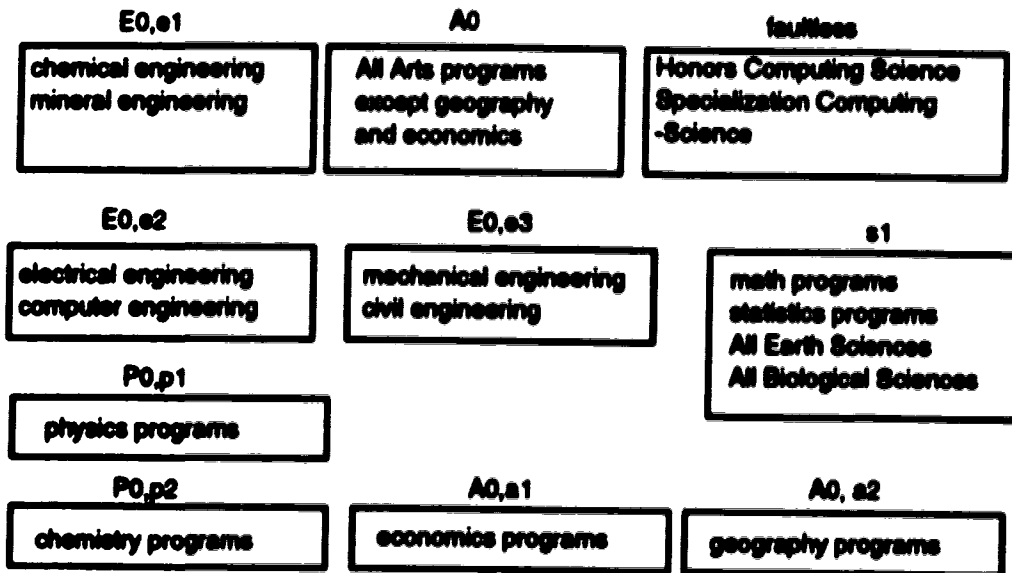 E0,e1
chemical engineering
mineral engineering
A0
All Arts programs
except geography
and economics
faultless
Honors Computing Science
Specialization Computing
-Science
E0,e2
electrical engineering
computer engineering
E0,e3
mechanical engineering
civil engineering
s1
math programs
statistics programs
All Earth Sciences
All Biological Sciences
P0,p1
physics programs
P0,p2
chemistry programs
A0,a1
economics programs
A0, a2
geography programs